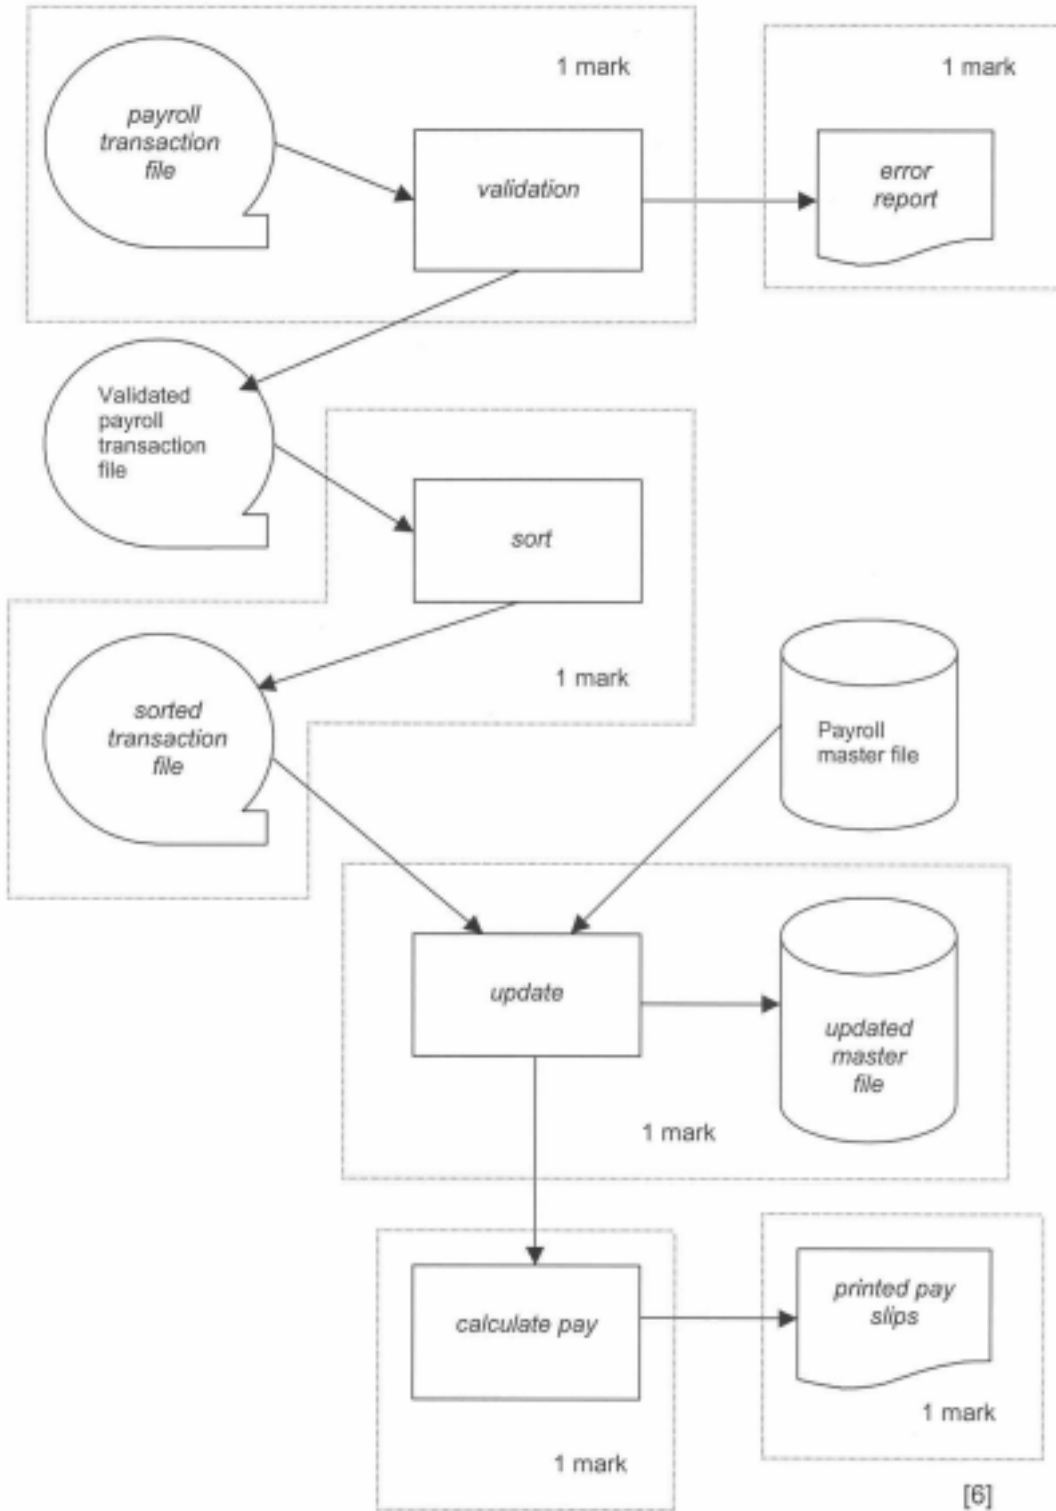 1 mark
1 mark
payroll
transaction
file
validation
error
report
Validated
payroll
transaction
file
sort
1 mark
sorted
transaction
file
Payroll
master file
update
updated
master
file
1 mark
calculate pay
printed pay
slips
1 mark
1 mark
[6]